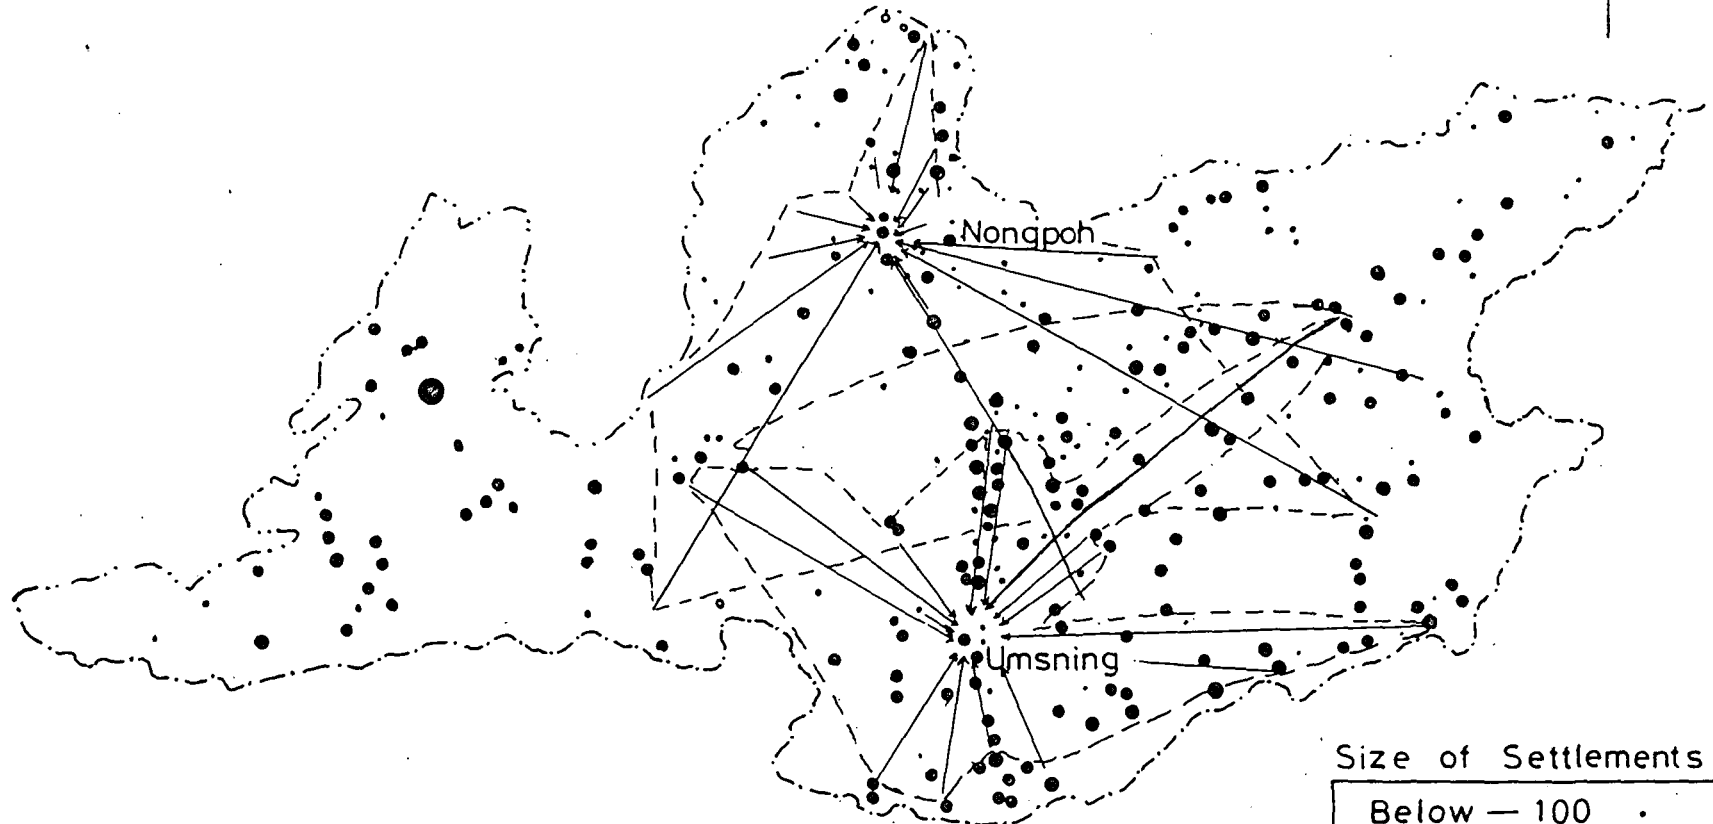 Nongpoh
Umsning
Size of Settlements
Below — 100 .